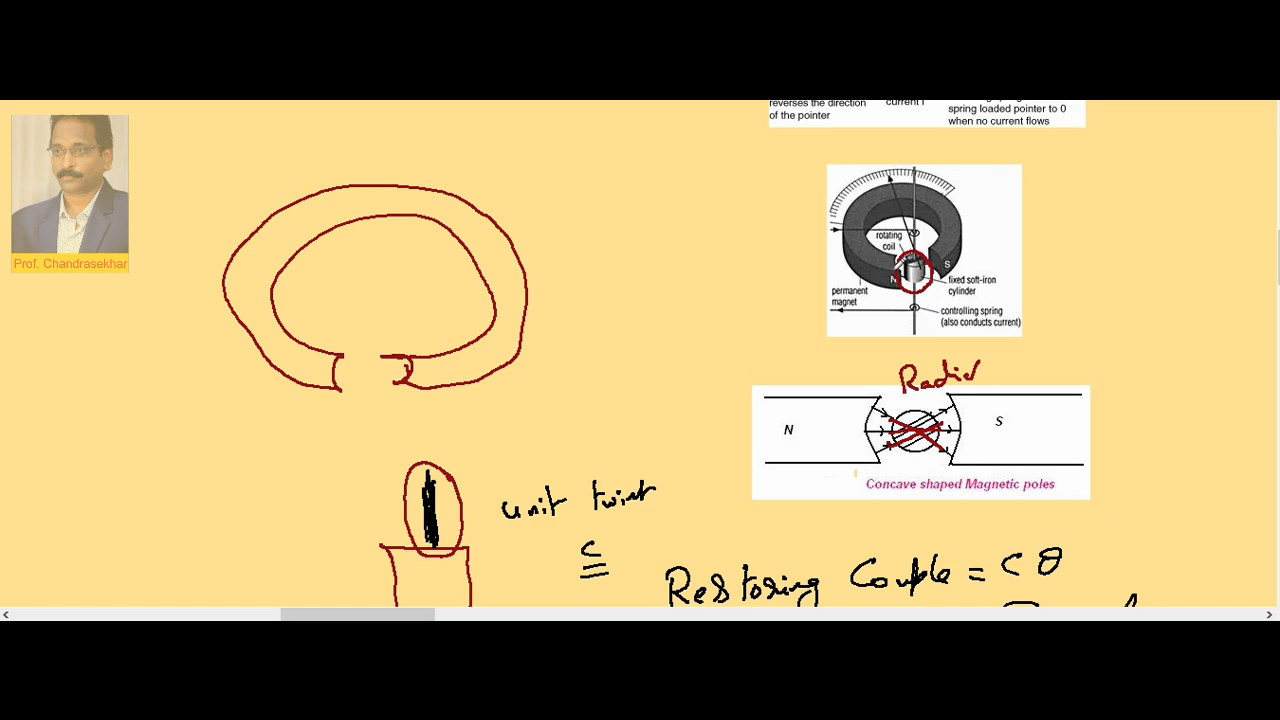 reverses the direction
of the pointer
current I
spring loaded pointer to 0
when no current flows
Prof. Chandrasekhar
rotating
coil
S
N
fixed soft-iron
cylinder
permanent
magnet
controlling spring
(also conducts current)
Radial
N
S
Concave shaped Magnetic poles
unit twist
C
Restoring Couple = C θ